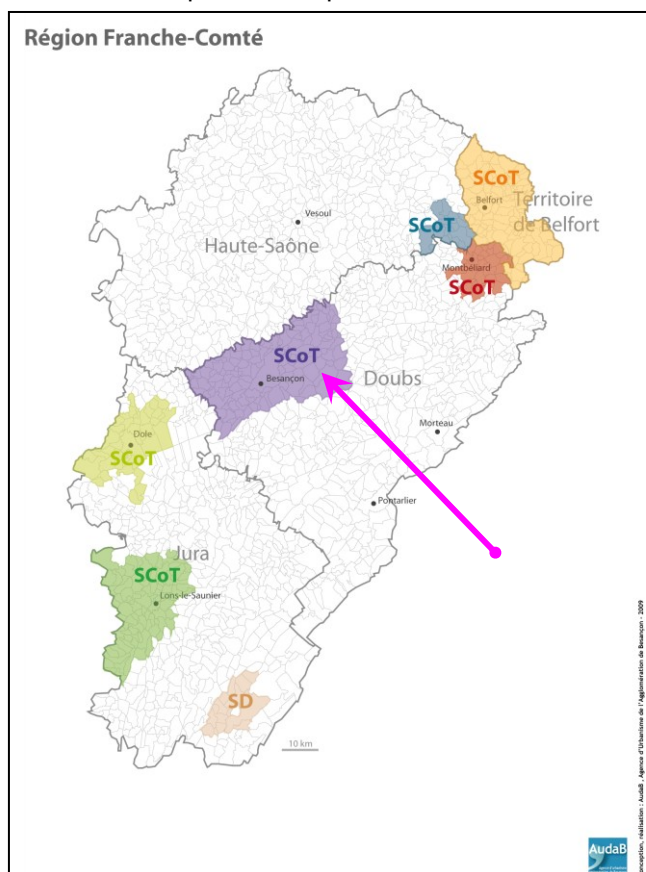 Région Franche-Comté
SCoT
Belfort
Territoire
de Belfort
Vesoul
SCoT
Haute-Saône
Montbéliard
SCoT
SCoT
Besançon
Doubs
Morteau
Dole
SCoT
Pontarlier
Jura
SCoT
Lons-le-Saunier
SD
10 km
AudaB
onception, réalisation : AudaB , Agence d'Urbanisme de l'Agglomération de Besançon - 2009